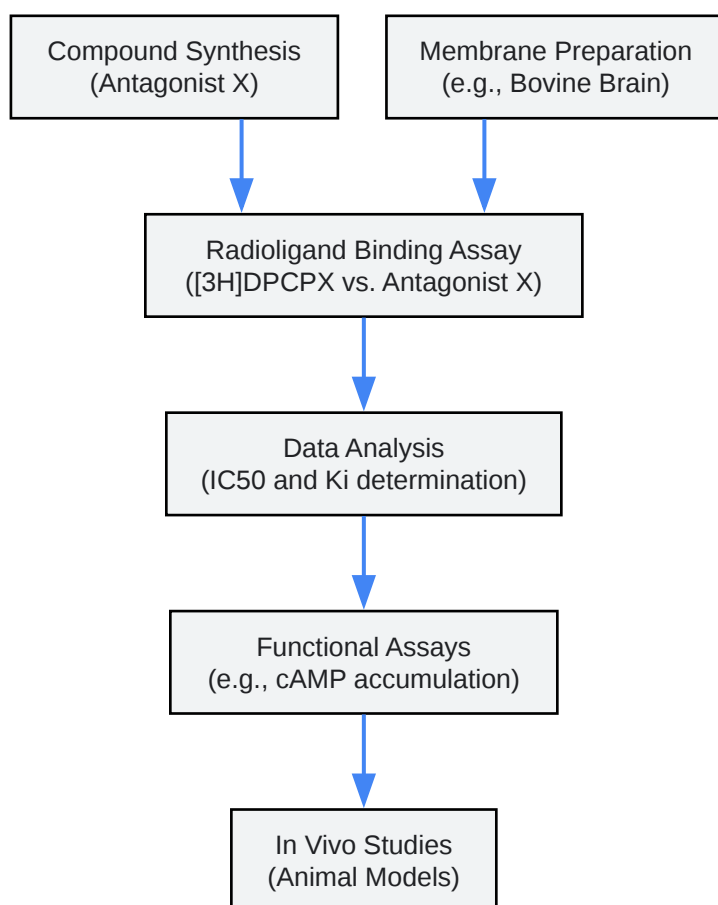 Compound Synthesis
(Antagonist X)
Membrane Preparation
(e.g., Bovine Brain)
Radioligand Binding Assay
([3H]DPCPX vs. Antagonist X)
Data Analysis
(IC50 and Ki determination)
Functional Assays
(e.g., cAMP accumulation)
In Vivo Studies
(Animal Models)